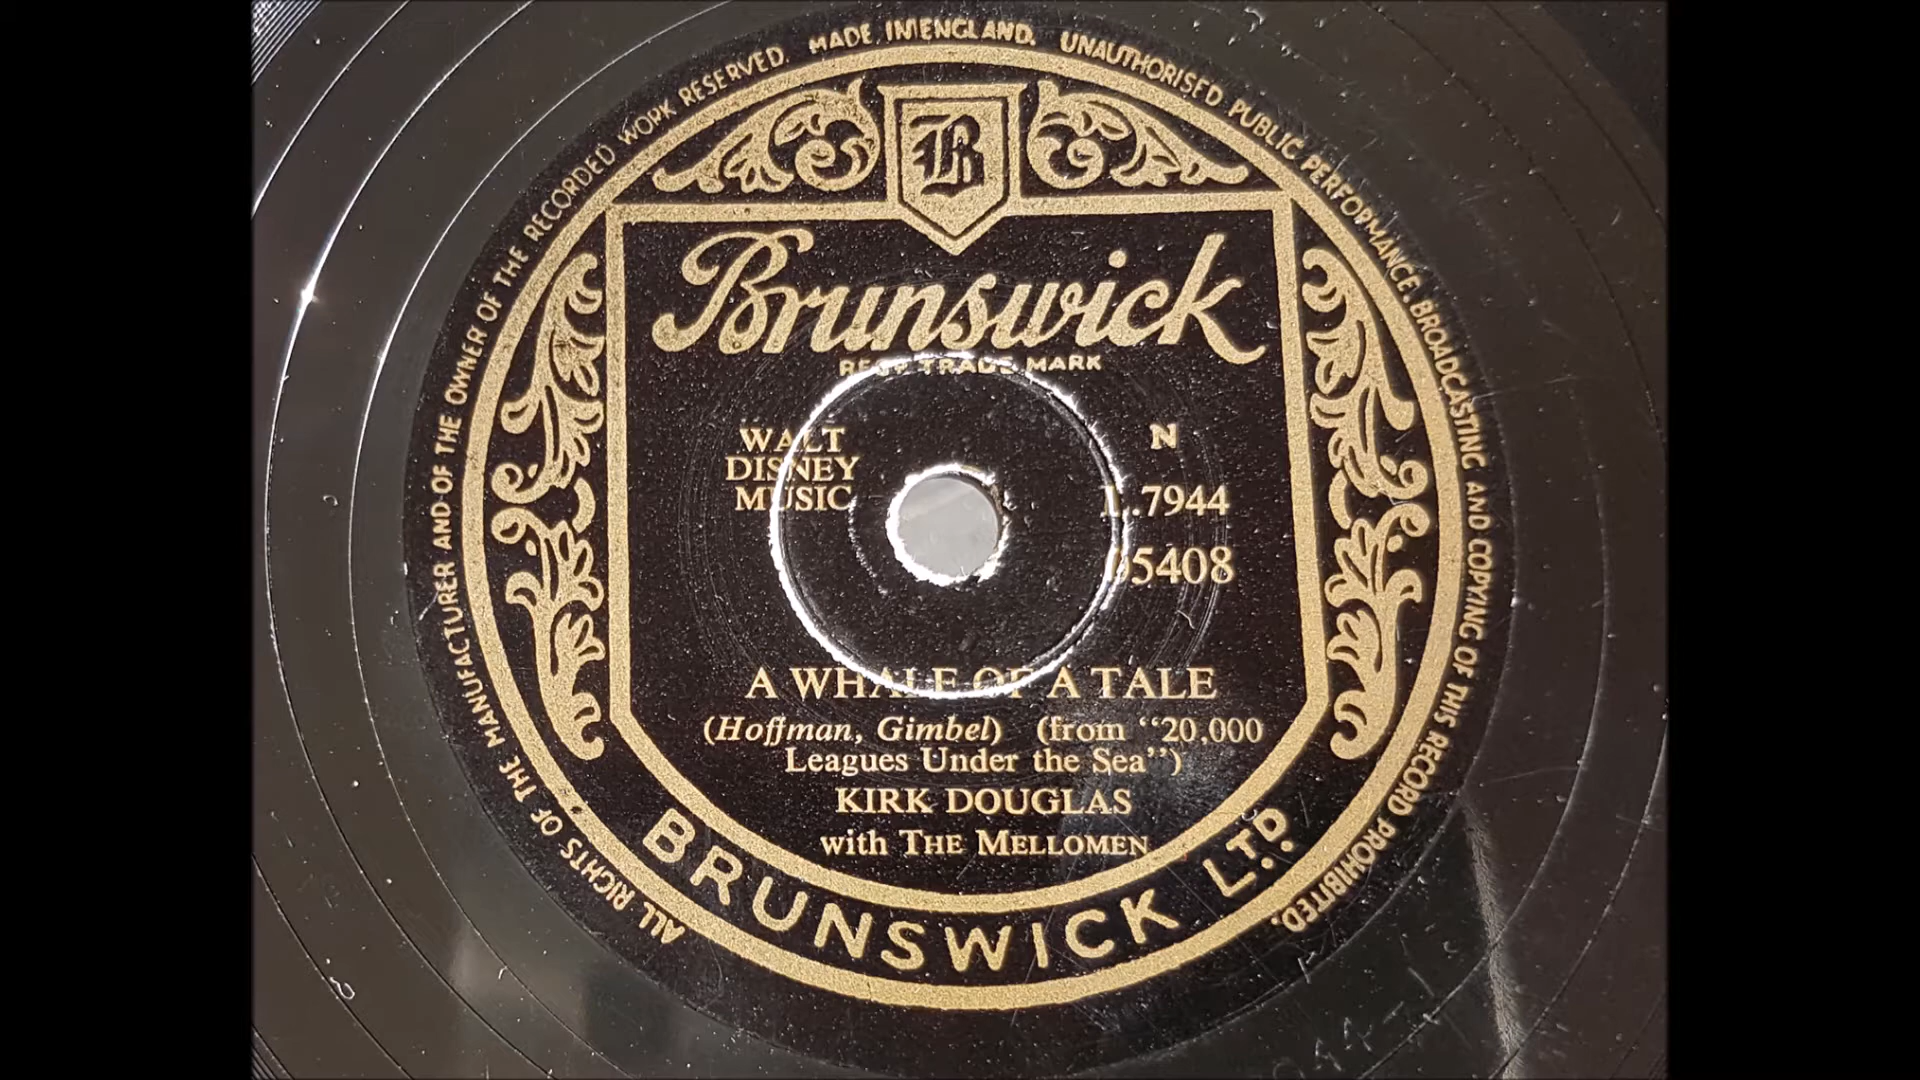 ALL RIGHTS OF THE MANUFACTURER AND OF THE OWNER OF THE RECORDED WORK RESERVED. MADE IN ENGLAND. UNAUTHORISED PUBLIC PERFORMANCE, BROADCASTING AND COPYING OF THIS RECORD PROHIBITED.
B
Brunswick
REGD TRADE MARK
WALT
DISNEY
MUSIC
N
L.7944
05408
A WHALE OF A TALE
(Hoffman, Gimbel) (from "20,000
Leagues Under the Sea")
KIRK DOUGLAS
with THE MELLOMEN
BRUNSWICK LTD.